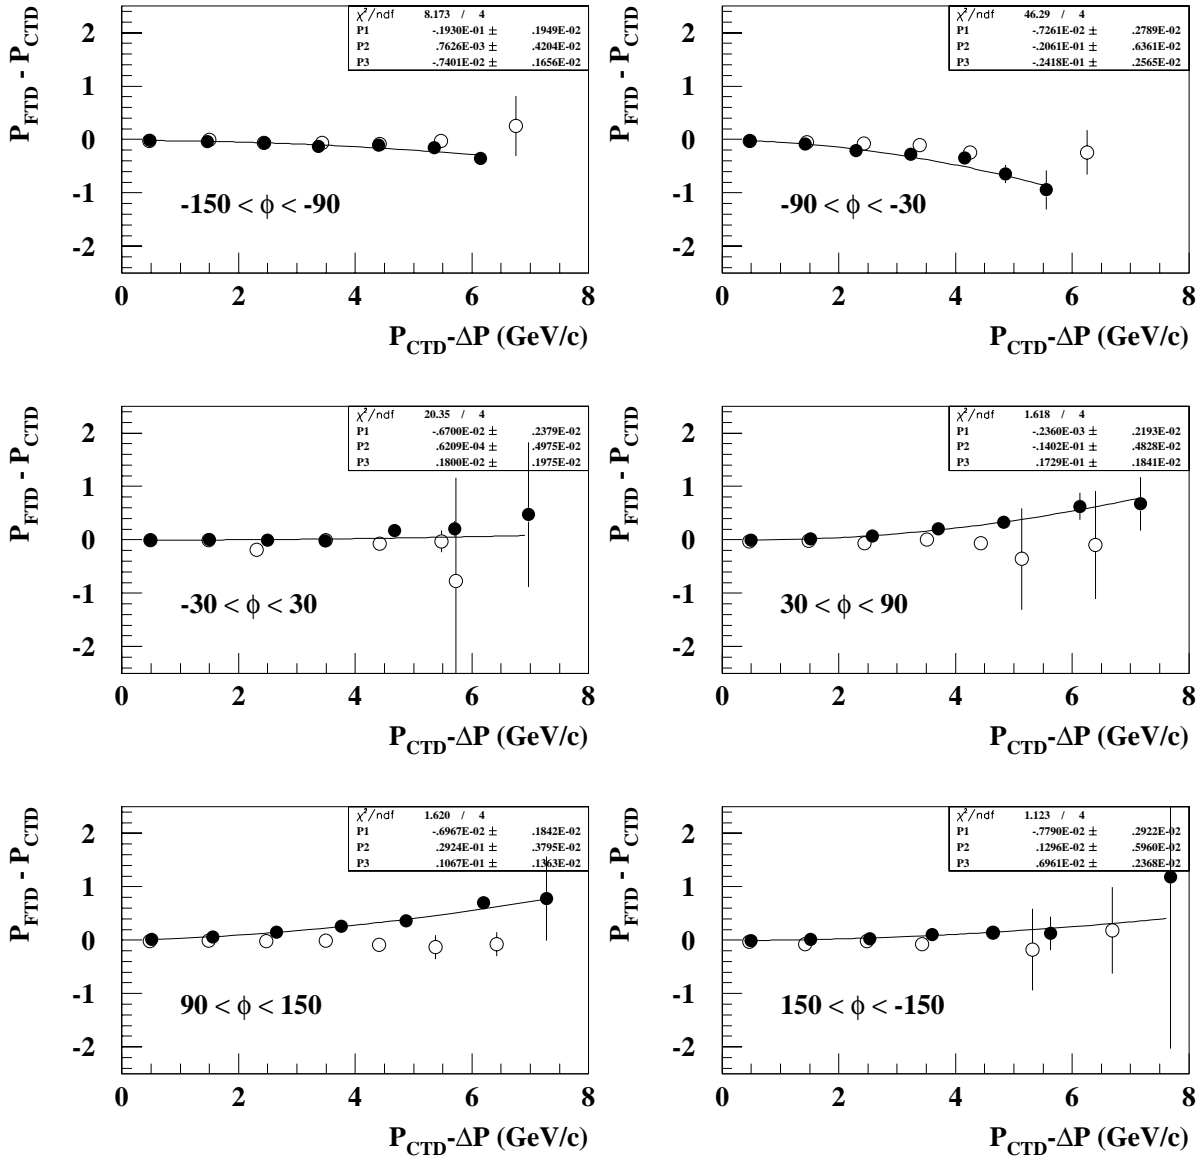 χ²/ndf 8.173 / 4
P1 -.1930E-01 ± .1949E-02
P2 .7626E-03 ± .4204E-02
P3 -.7401E-02 ± .1656E-02
P_FTD - P_CTD
2
1
0
-1
-2
-150 < ϕ < -90
0 2 4 6 8
P_CTD-ΔP (GeV/c)
χ²/ndf 46.29 / 4
P1 -.7261E-02 ± .2789E-02
P2 -.2061E-01 ± .6361E-02
P3 -.2418E-01 ± .2565E-02
P_FTD - P_CTD
2
1
0
-1
-2
-90 < ϕ < -30
0 2 4 6 8
P_CTD-ΔP (GeV/c)
χ²/ndf 20.35 / 4
P1 -.6700E-02 ± .2379E-02
P2 .6209E-04 ± .4975E-02
P3 .1800E-02 ± .1975E-02
P_FTD - P_CTD
2
1
0
-1
-2
-30 < ϕ < 30
0 2 4 6 8
P_CTD-ΔP (GeV/c)
χ²/ndf 1.618 / 4
P1 -.2360E-03 ± .2193E-02
P2 -.1402E-01 ± .4828E-02
P3 .1729E-01 ± .1841E-02
P_FTD - P_CTD
2
1
0
-1
-2
30 < ϕ < 90
0 2 4 6 8
P_CTD-ΔP (GeV/c)
χ²/ndf 1.620 / 4
P1 -.6967E-02 ± .1842E-02
P2 .2924E-01 ± .3795E-02
P3 .1067E-01 ± .1363E-02
P_FTD - P_CTD
2
1
0
-1
-2
90 < ϕ < 150
0 2 4 6 8
P_CTD-ΔP (GeV/c)
χ²/ndf 1.123 / 4
P1 -.7790E-02 ± .2922E-02
P2 .1296E-02 ± .5960E-02
P3 .6961E-02 ± .2368E-02
P_FTD - P_CTD
2
1
0
-1
-2
150 < ϕ < -150
0 2 4 6 8
P_CTD-ΔP (GeV/c)